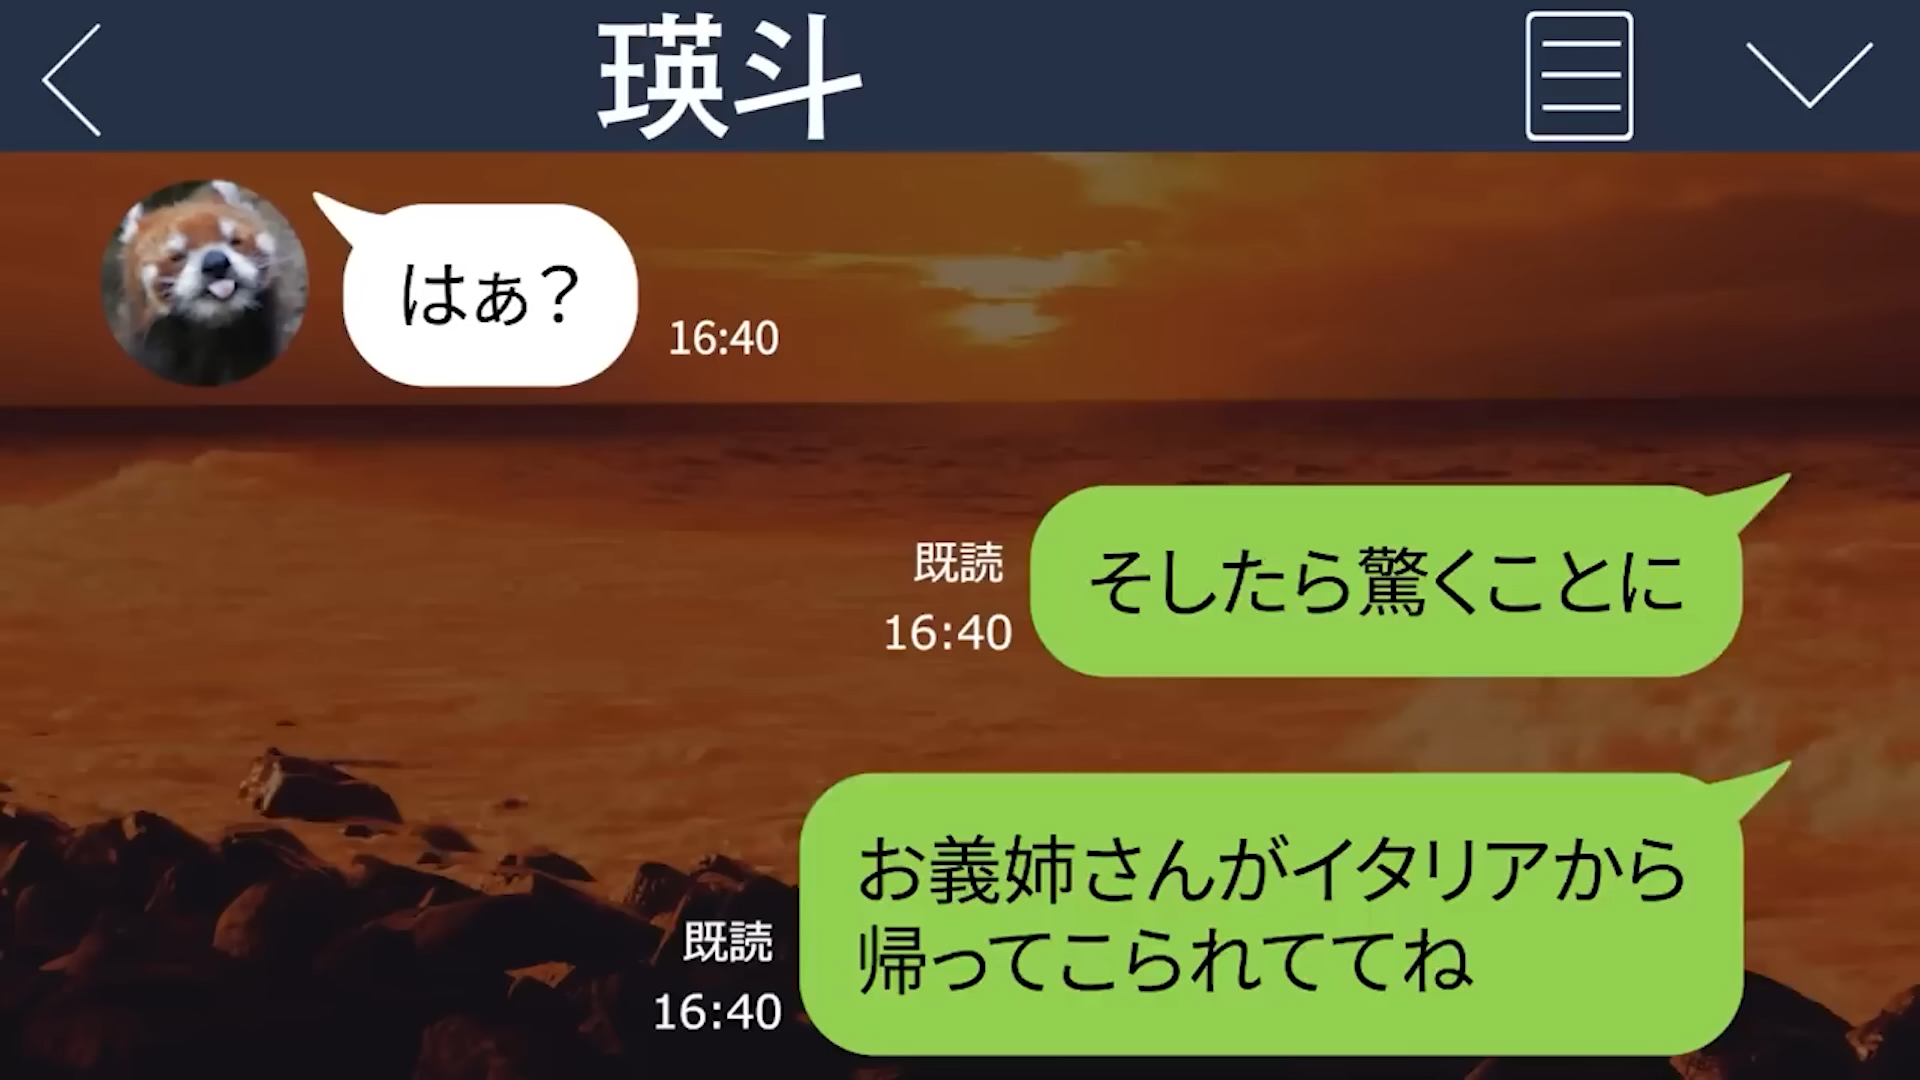 瑛斗
はぁ？
16:40
そしたら驚くことに
既読
16:40
お義姉さんがイタリアから
帰ってこられててね
既読
16:40